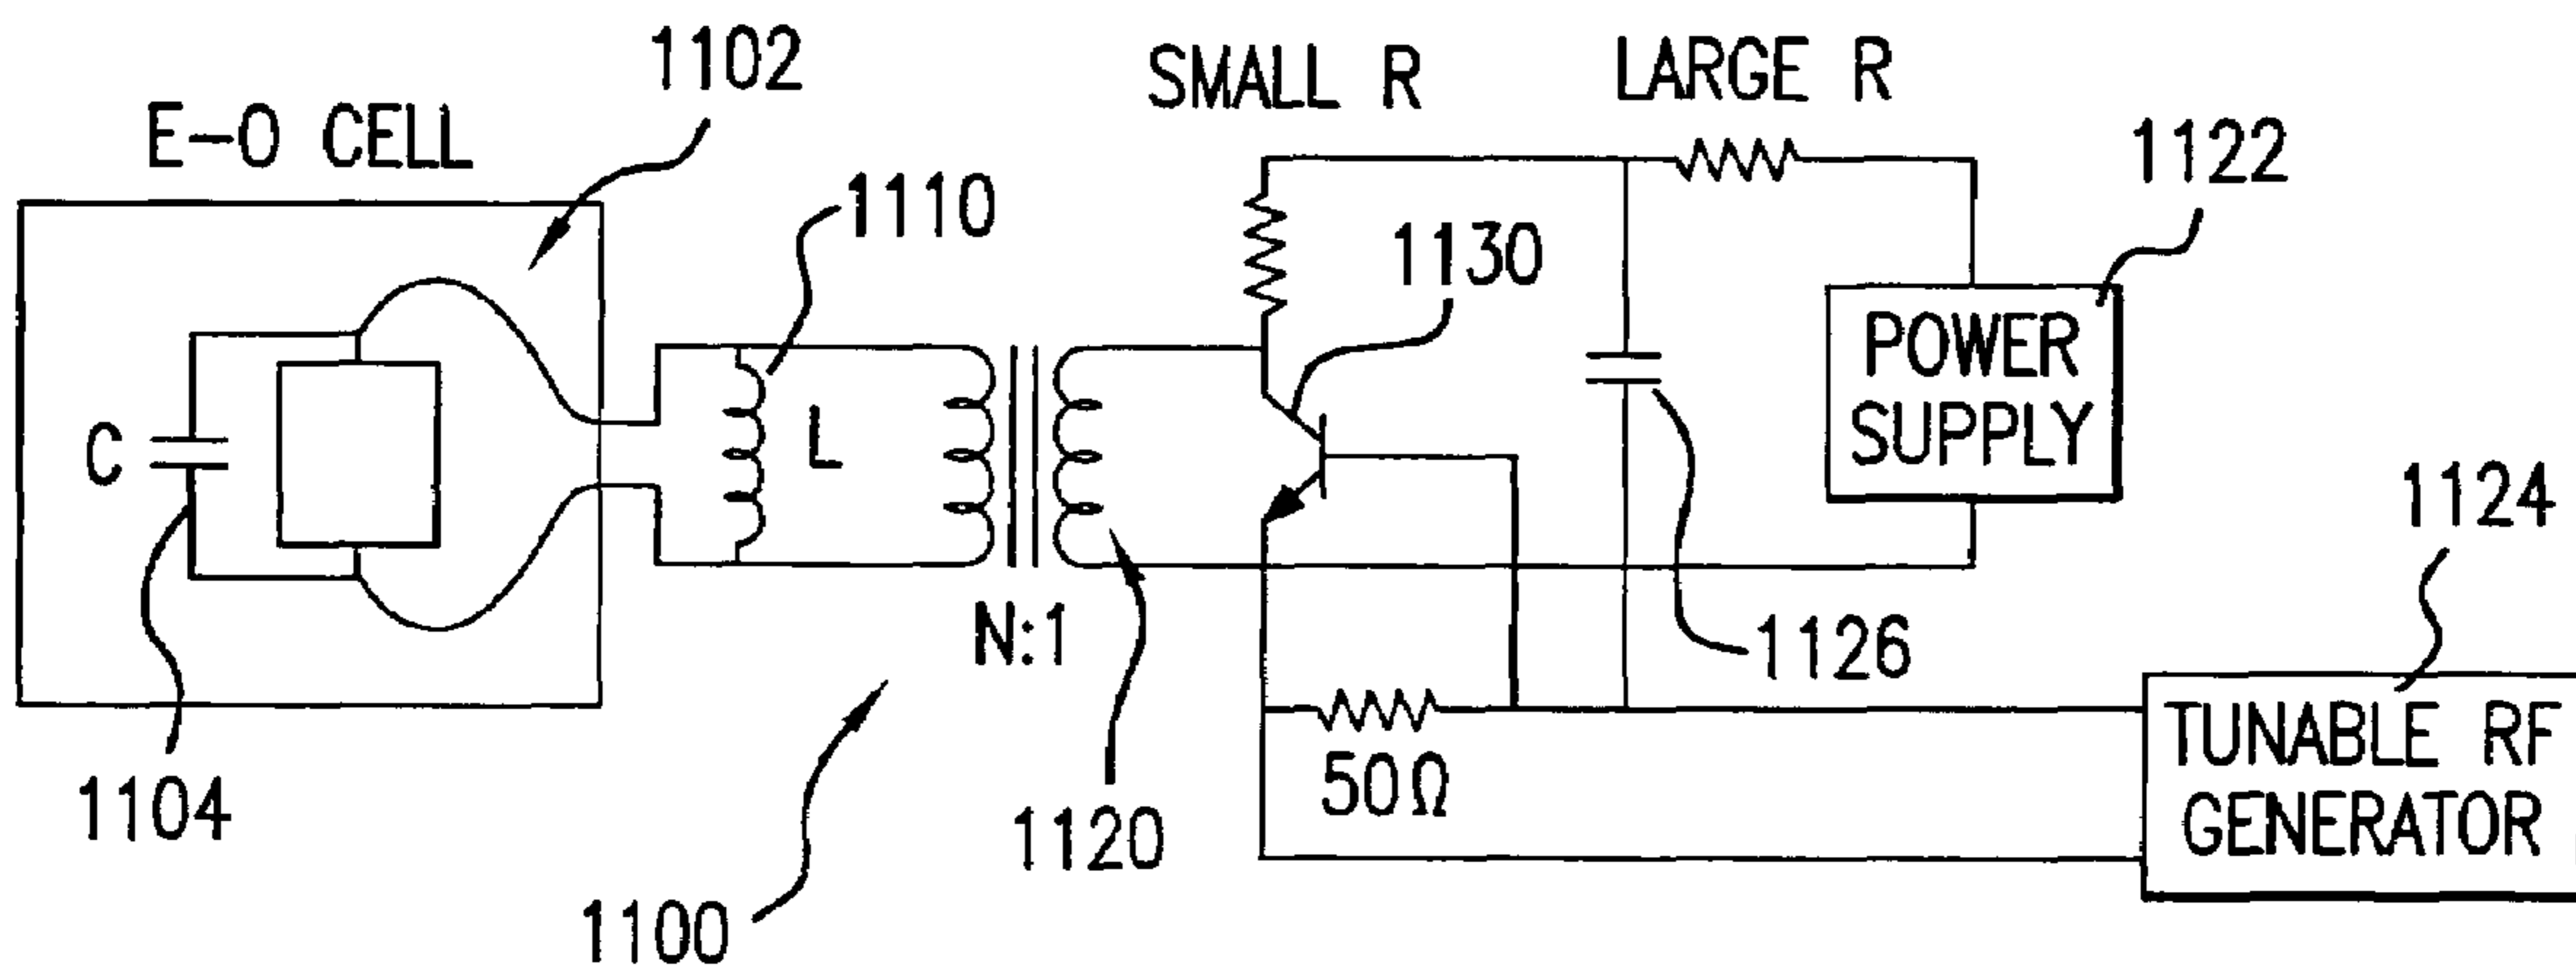 1102
SMALL R
LARGE R
E-O CELL
1122
1110
1130
POWER
SUPPLY
C
L
1124
N:1
1126
TUNABLE RF
GENERATOR
50Ω
1104
1120
1100